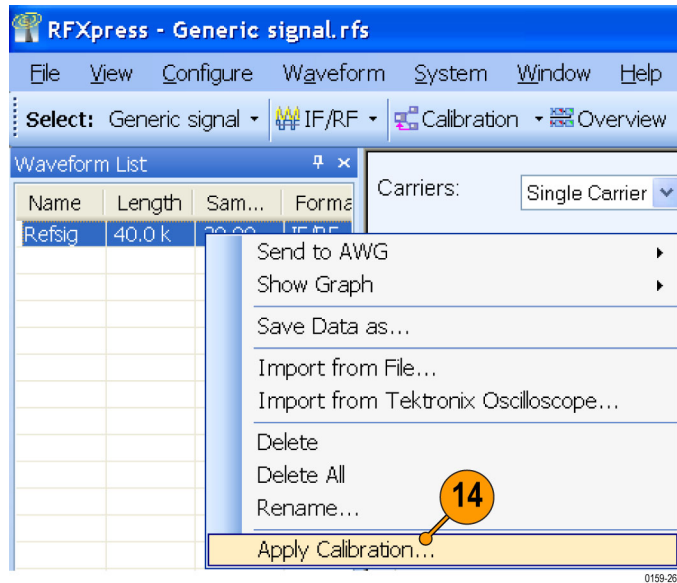 RFXpress - Generic signal.rfs
File View Configure Waveform System Window Help
Select: Generic signal IF/RF Calibration Overview
Waveform List
Name Length Sam... Forma
Refsig 40.0 k
Carriers: Single Carrier
Send to AWG
Show Graph
Save Data as...
Import from File...
Import from Tektronix Oscilloscope...
Delete
Delete All
Rename...
14
Apply Calibration...
0159-26